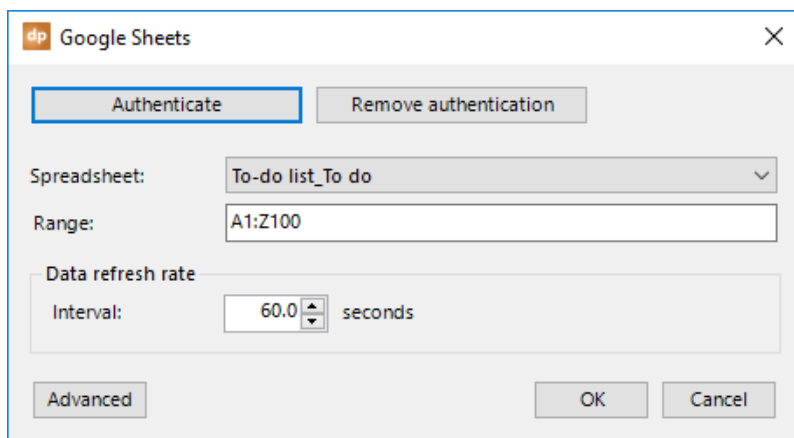 dp Google Sheets
Authenticate Remove authentication
Spreadsheet: To-do list_To do
Range: A1:Z100
Data refresh rate
Interval: 60.0 seconds
Advanced OK Cancel